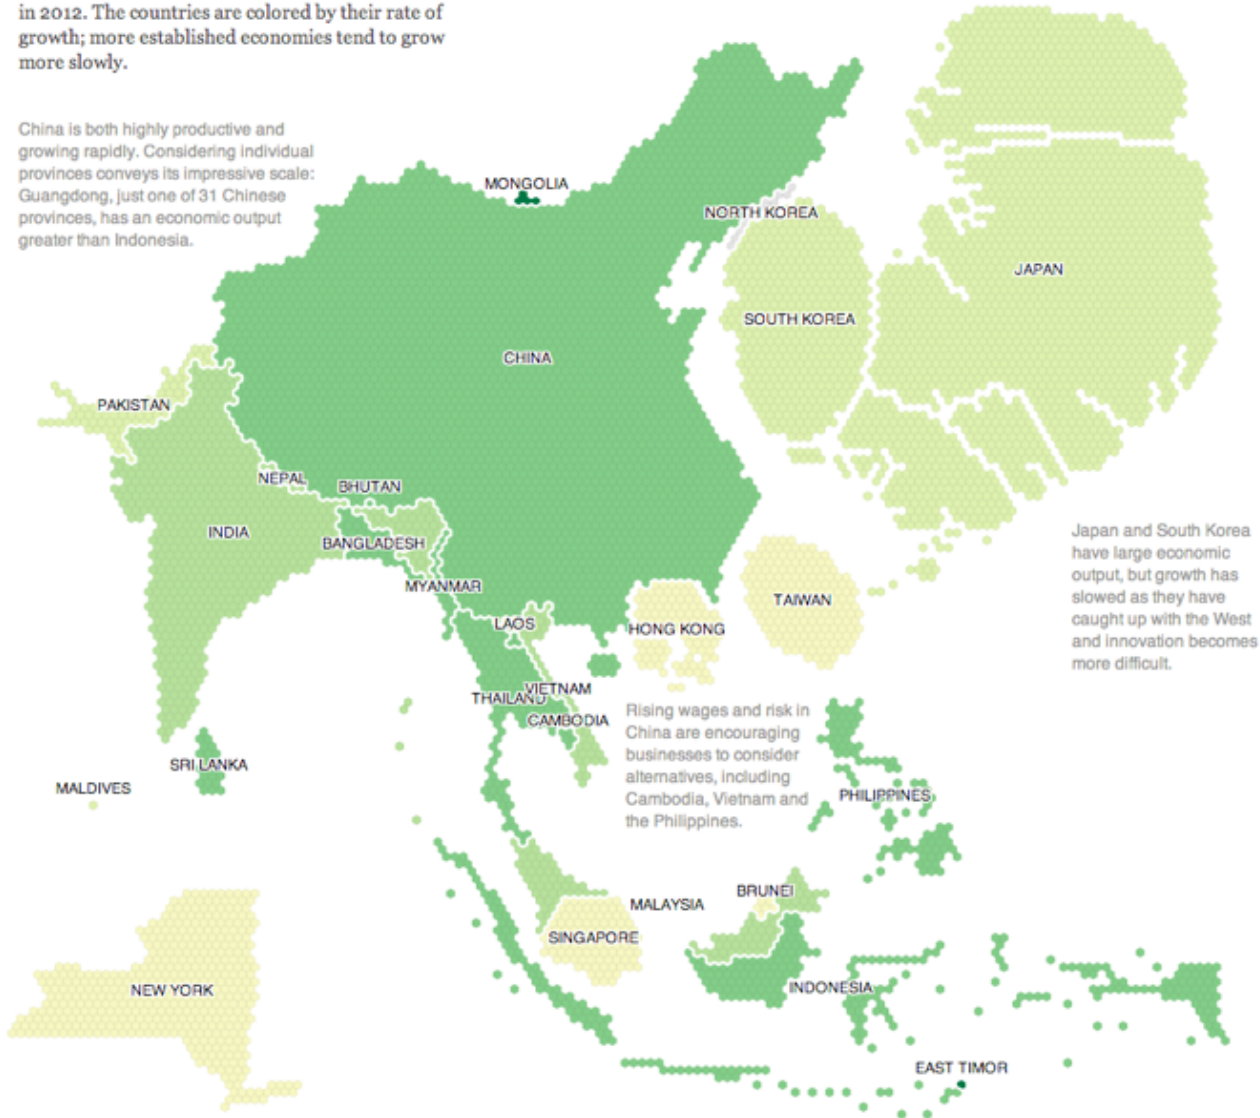 in 2012. The countries are colored by their rate of
growth; more established economies tend to grow
more slowly.
China is both highly productive and
growing rapidly. Considering individual
provinces conveys its impressive scale:
Guangdong, just one of 31 Chinese
provinces, has an economic output
greater than Indonesia.
MONGOLIA
NORTH KOREA
JAPAN
SOUTH KOREA
CHINA
PAKISTAN
NEPAL
BHUTAN
INDIA
BANGLADESH
MYANMAR
LAOS
HONG KONG
TAIWAN
Japan and South Korea
have large economic
output, but growth has
slowed as they have
caught up with the West
and innovation becomes
more difficult.
VIETNAM
THAILAND
CAMBODIA
Rising wages and risk in
China are encouraging
businesses to consider
alternatives, including
Cambodia, Vietnam and
the Philippines.
SRI LANKA
MALDIVES
PHILIPPINES
BRUNEI
MALAYSIA
SINGAPORE
INDONESIA
NEW YORK
EAST TIMOR